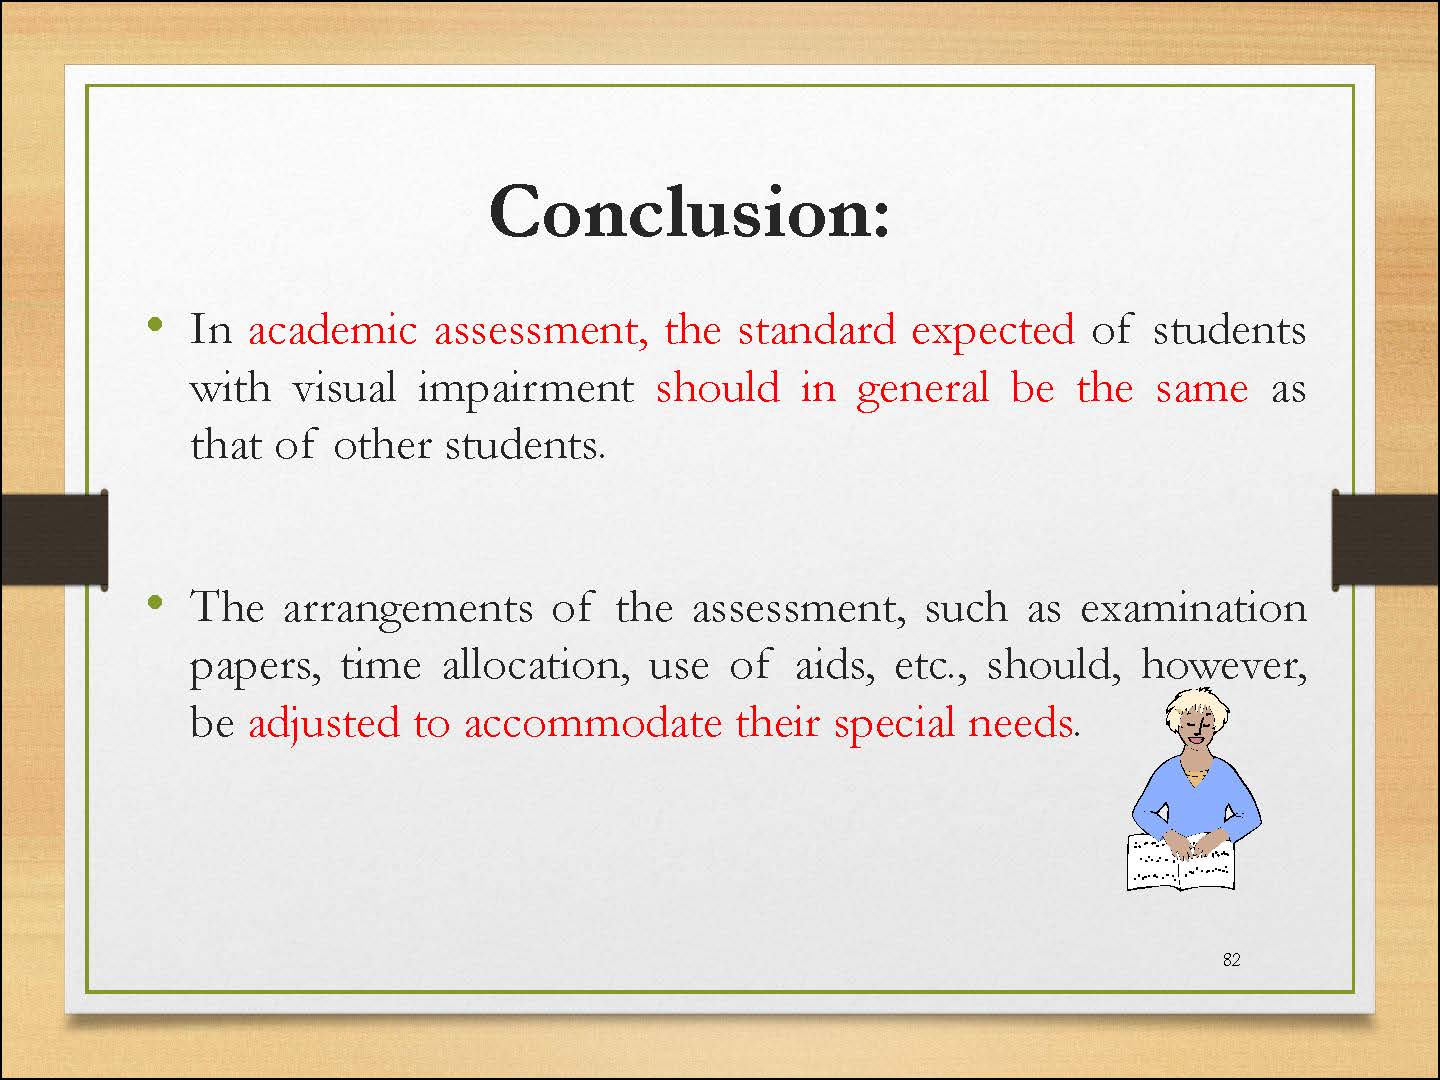 Conclusion:
• In academic assessment, the standard expected of students
with visual impairment should in general be the same as
that of other students.
• The arrangements of the assessment, such as examination
papers, time allocation, use of aids, etc., should, however,
be adjusted to accommodate their special needs.
82